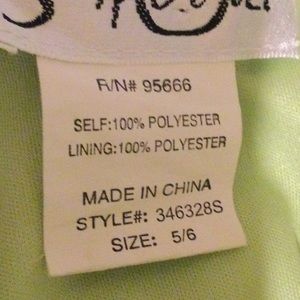 R/N# 95666
SELF:100% POLYESTER
LINING:100% POLYESTER
MADE IN CHINA
STYLE#: 346328S
SIZE: 5/6